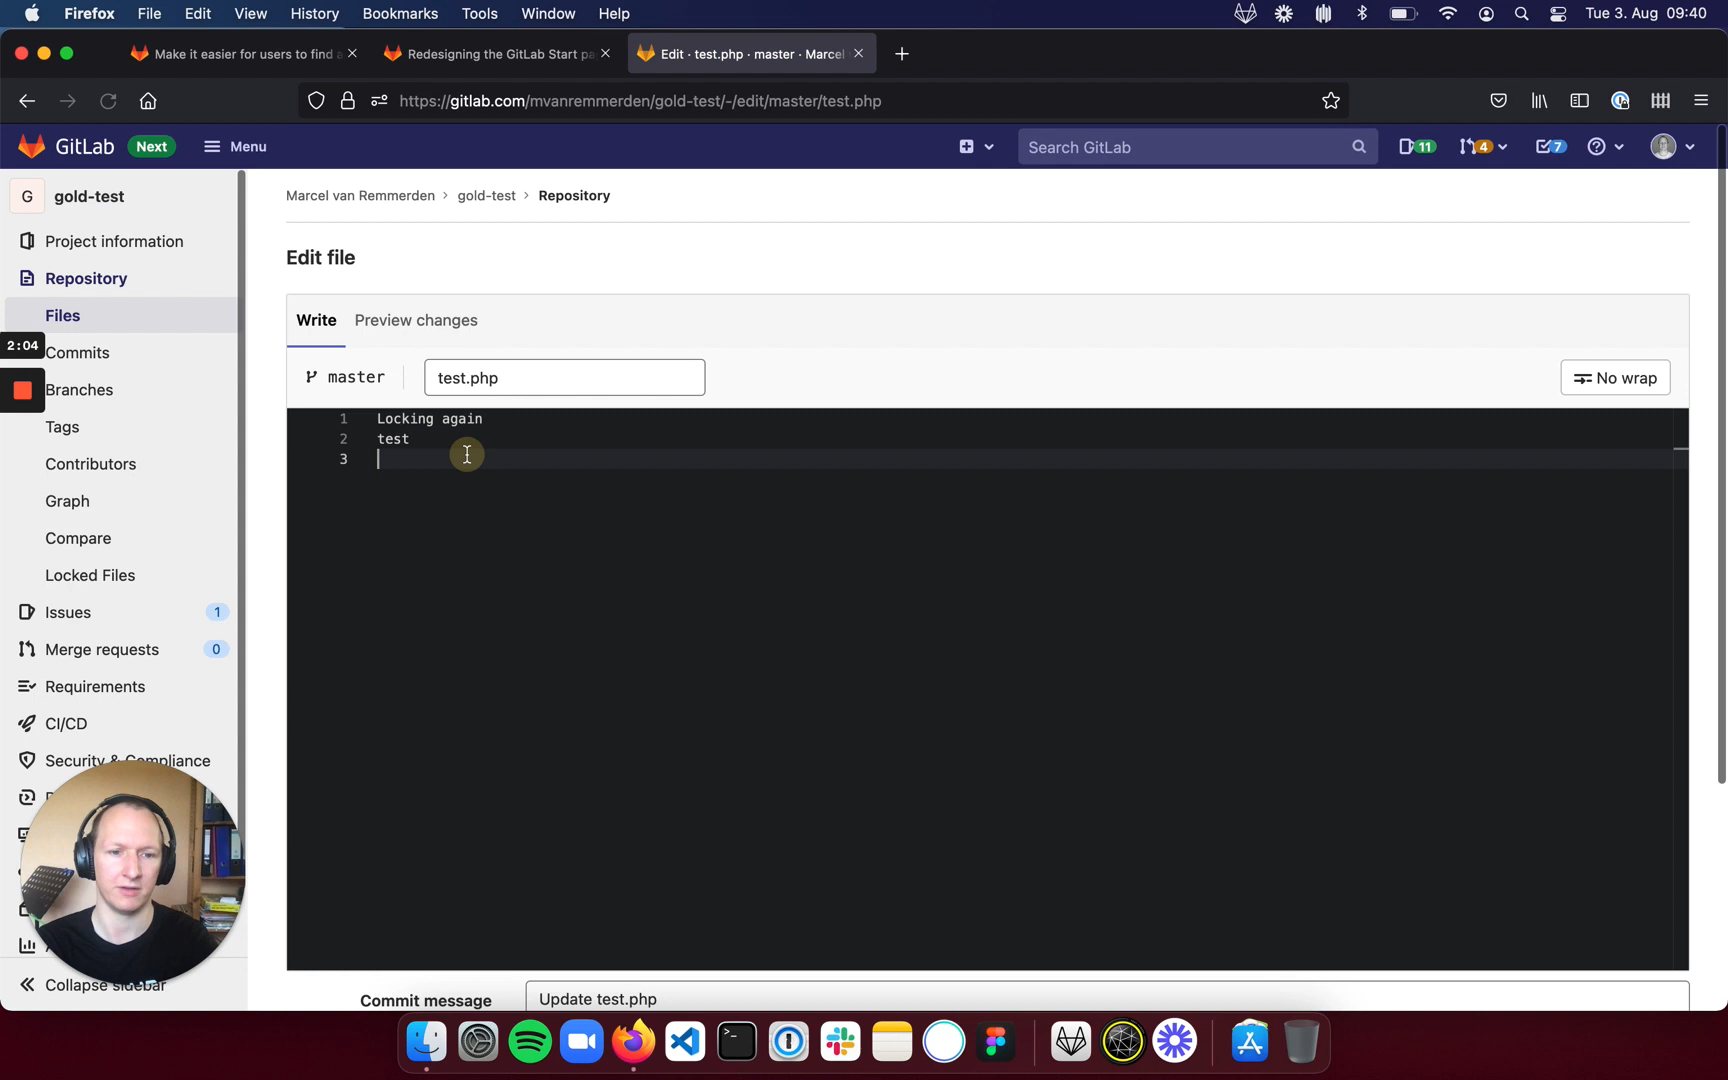 Firefox File Edit View History Bookmarks Tools Window Help Tue 3. Aug 09:40
Make it easier for users to find a
Redesigning the GitLab Start pa
Edit · test.php · master · Marcel
https://gitlab.com/mvanremmerden/gold-test/-/edit/master/test.php
GitLab Next Menu Search GitLab 11 4 7
G gold-test
Project information
Repository
Files
2:04
Commits
Branches
Tags
Contributors
Graph
Compare
Locked Files
Issues 1
Merge requests 0
Requirements
CI/CD
Security & Compliance
Collapse sidebar
Marcel van Remmerden > gold-test > Repository
Edit file
Write Preview changes
master test.php No wrap
1 Locking again
2 test
3
Commit message Update test.php